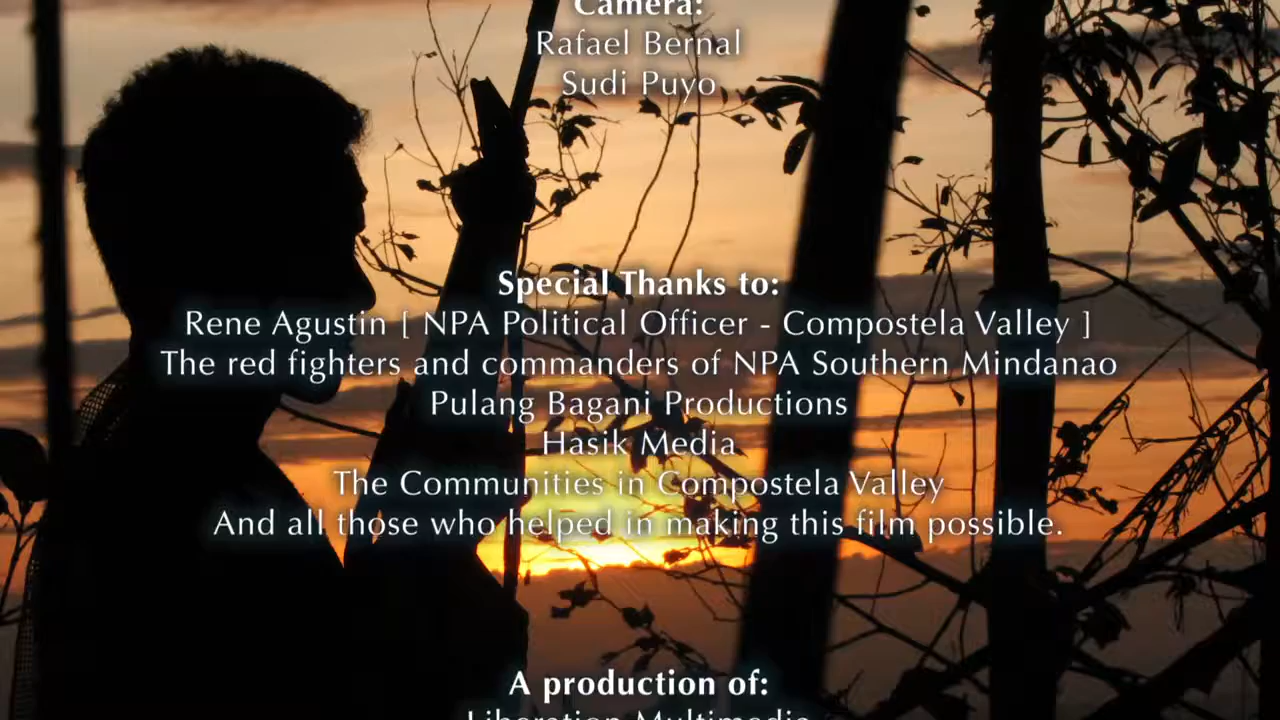 Camera:
Rafael Bernal
Sudi Puyo
Special Thanks to:
Rene Agustin [ NPA Political Officer - Compostela Valley ]
The red fighters and commanders of NPA Southern Mindanao
Pulang Bagani Productions
Hasik Media
The Communities in Compostela Valley
And all those who helped in making this film possible.
A production of:
Liberation Multimedia